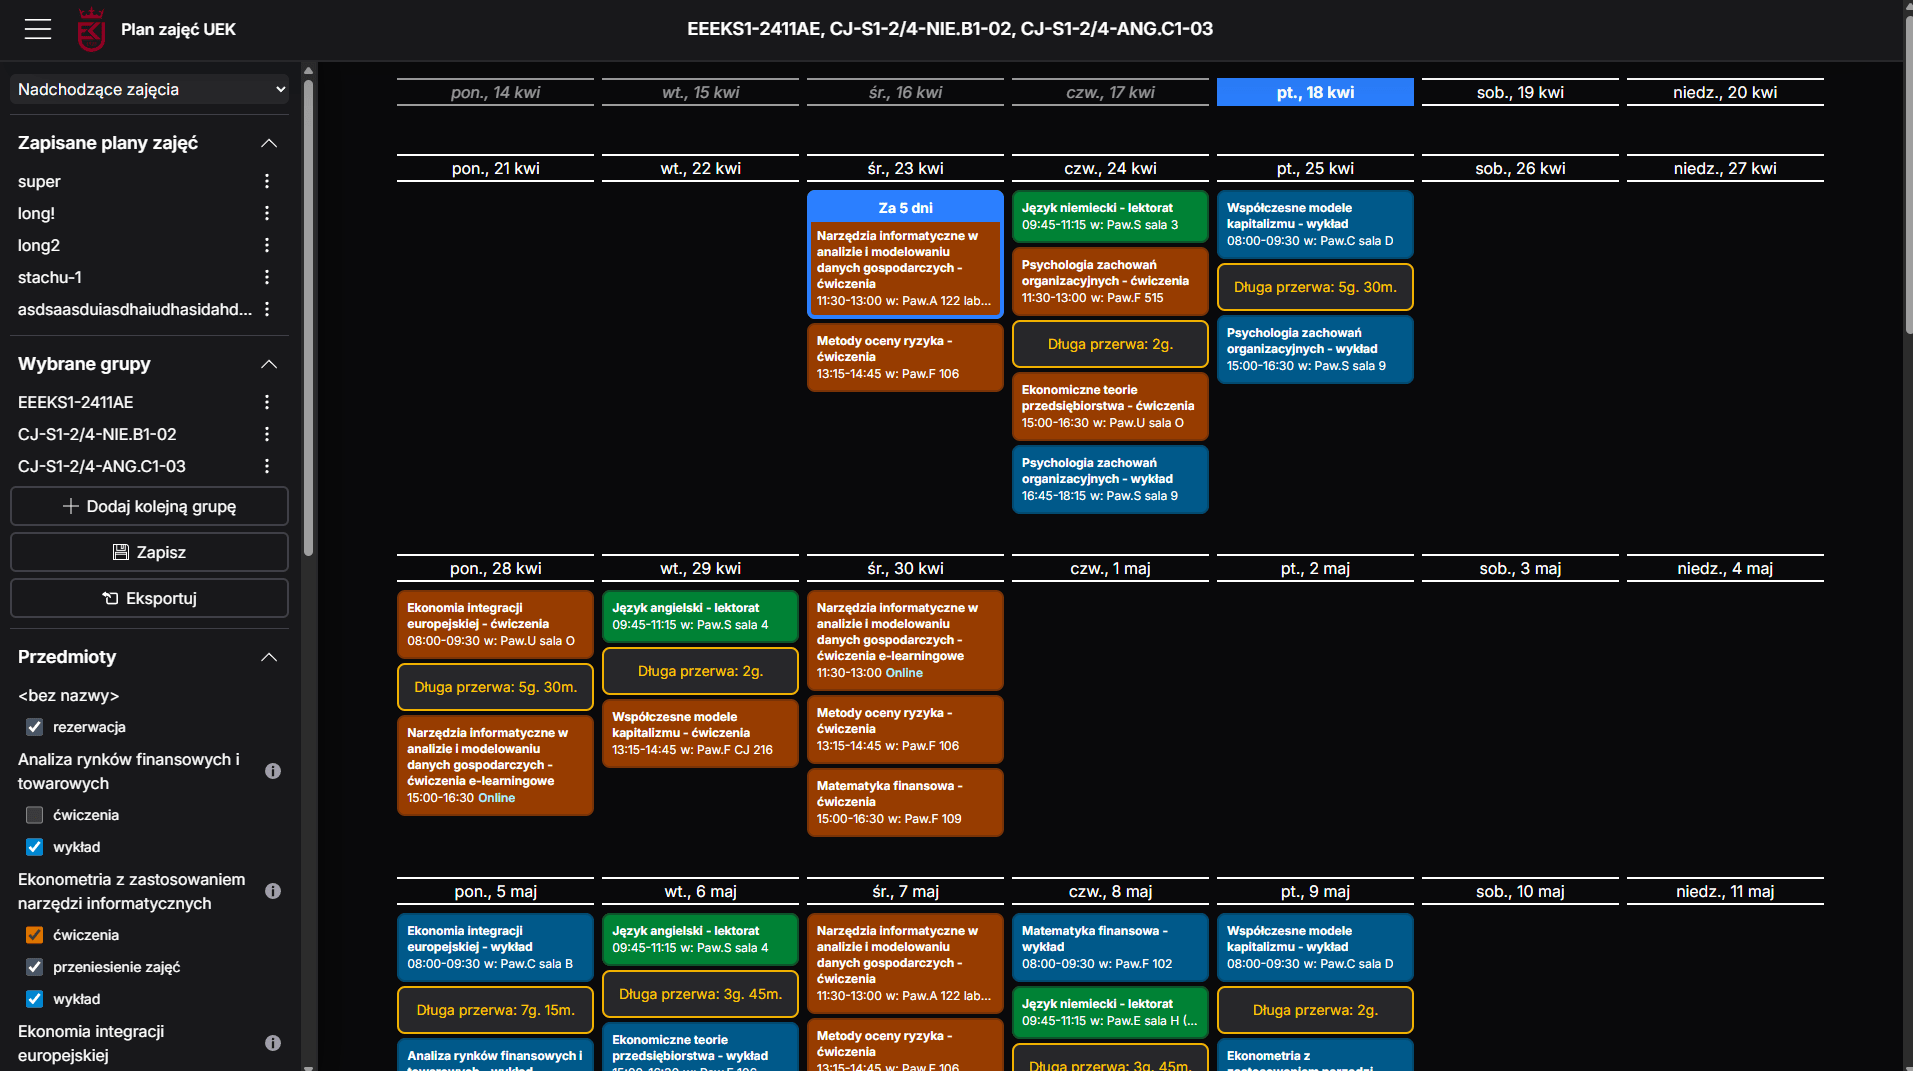 Plan zajęć UEK
EEEKS1-2411AE, CJ-S1-2/4-NIE.B1-02, CJ-S1-2/4-ANG.C1-03
Nadchodzące zajęcia
Zapisane plany zajęć
super
long!
long2
stachu-1
asdsaasduiasdhaiudhasidahd...
Wybrane grupy
EEEKS1-2411AE
CJ-S1-2/4-NIE.B1-02
CJ-S1-2/4-ANG.C1-03
Dodaj kolejną grupę
Zapisz
Eksportuj
Przedmioty
<bez nazwy>
rezerwacja
Analiza rynków finansowych i
towarowych
ćwiczenia
wykład
Ekonometria z zastosowaniem
narzędzi informatycznych
ćwiczenia
przeniesienie zajęć
wykład
Ekonomia integracji
europejskiej
pon., 14 kwi
wt., 15 kwi
śr., 16 kwi
czw., 17 kwi
pt., 18 kwi
sob., 19 kwi
niedz., 20 kwi
pon., 21 kwi
wt., 22 kwi
śr., 23 kwi
czw., 24 kwi
pt., 25 kwi
sob., 26 kwi
niedz., 27 kwi
Za 5 dni
Narzędzia informatyczne w
analizie i modelowaniu
danych gospodarczych -
ćwiczenia
11:30-13:00 w: Paw.A 122 lab...
Metody oceny ryzyka -
ćwiczenia
13:15-14:45 w: Paw.F 106
Język niemiecki - lektorat
09:45-11:15 w: Paw.S sala 3
Psychologia zachowań
organizacyjnych - ćwiczenia
11:30-13:00 w: Paw.F 515
Długa przerwa: 2g.
Ekonomiczne teorie
przedsiębiorstwa - ćwiczenia
15:00-16:30 w: Paw.U sala O
Psychologia zachowań
organizacyjnych - wykład
16:45-18:15 w: Paw.S sala 9
Współczesne modele
kapitalizmu - wykład
08:00-09:30 w: Paw.C sala D
Długa przerwa: 5g. 30m.
Psychologia zachowań
organizacyjnych - wykład
15:00-16:30 w: Paw.S sala 9
pon., 28 kwi
wt., 29 kwi
śr., 30 kwi
czw., 1 maj
pt., 2 maj
sob., 3 maj
niedz., 4 maj
Ekonomia integracji
europejskiej - ćwiczenia
08:00-09:30 w: Paw.U sala O
Długa przerwa: 5g. 30m.
Narzędzia informatyczne w
analizie i modelowaniu
danych gospodarczych -
ćwiczenia e-learningowe
15:00-16:30 Online
Język angielski - lektorat
09:45-11:15 w: Paw.S sala 4
Długa przerwa: 2g.
Współczesne modele
kapitalizmu - ćwiczenia
13:15-14:45 w: Paw.F CJ 216
Narzędzia informatyczne w
analizie i modelowaniu
danych gospodarczych -
ćwiczenia e-learningowe
11:30-13:00 Online
Metody oceny ryzyka -
ćwiczenia
13:15-14:45 w: Paw.F 106
Matematyka finansowa -
ćwiczenia
15:00-16:30 w: Paw.F 109
pon., 5 maj
wt., 6 maj
śr., 7 maj
czw., 8 maj
pt., 9 maj
sob., 10 maj
niedz., 11 maj
Ekonomia integracji
europejskiej - wykład
08:00-09:30 w: Paw.C sala B
Długa przerwa: 7g. 15m.
Analiza rynków finansowych i
towarowych - wykład
Język angielski - lektorat
09:45-11:15 w: Paw.S sala 4
Długa przerwa: 3g. 45m.
Ekonomiczne teorie
przedsiębiorstwa - wykład
Narzędzia informatyczne w
analizie i modelowaniu
danych gospodarczych -
ćwiczenia
11:30-13:00 w: Paw.A 122 lab...
Metody oceny ryzyka -
ćwiczenia
13:15-14:45 w: Paw.F 106
Matematyka finansowa -
wykład
08:00-09:30 w: Paw.F 102
Język niemiecki - lektorat
09:45-11:15 w: Paw.E sala H (...
Długa przerwa: 3g. 45m.
Współczesne modele
kapitalizmu - wykład
08:00-09:30 w: Paw.C sala D
Długa przerwa: 2g.
Ekonometria z
zastosowaniem narzędzi